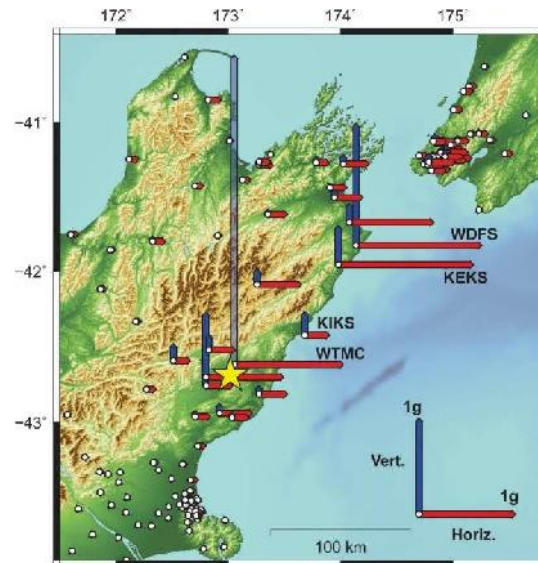 172° 173° 174° 175°
−41°
−42°
−43°
WDFS
KEKS
KIKS
WTMC
1g
Vert.
1g
Horiz.
100 km